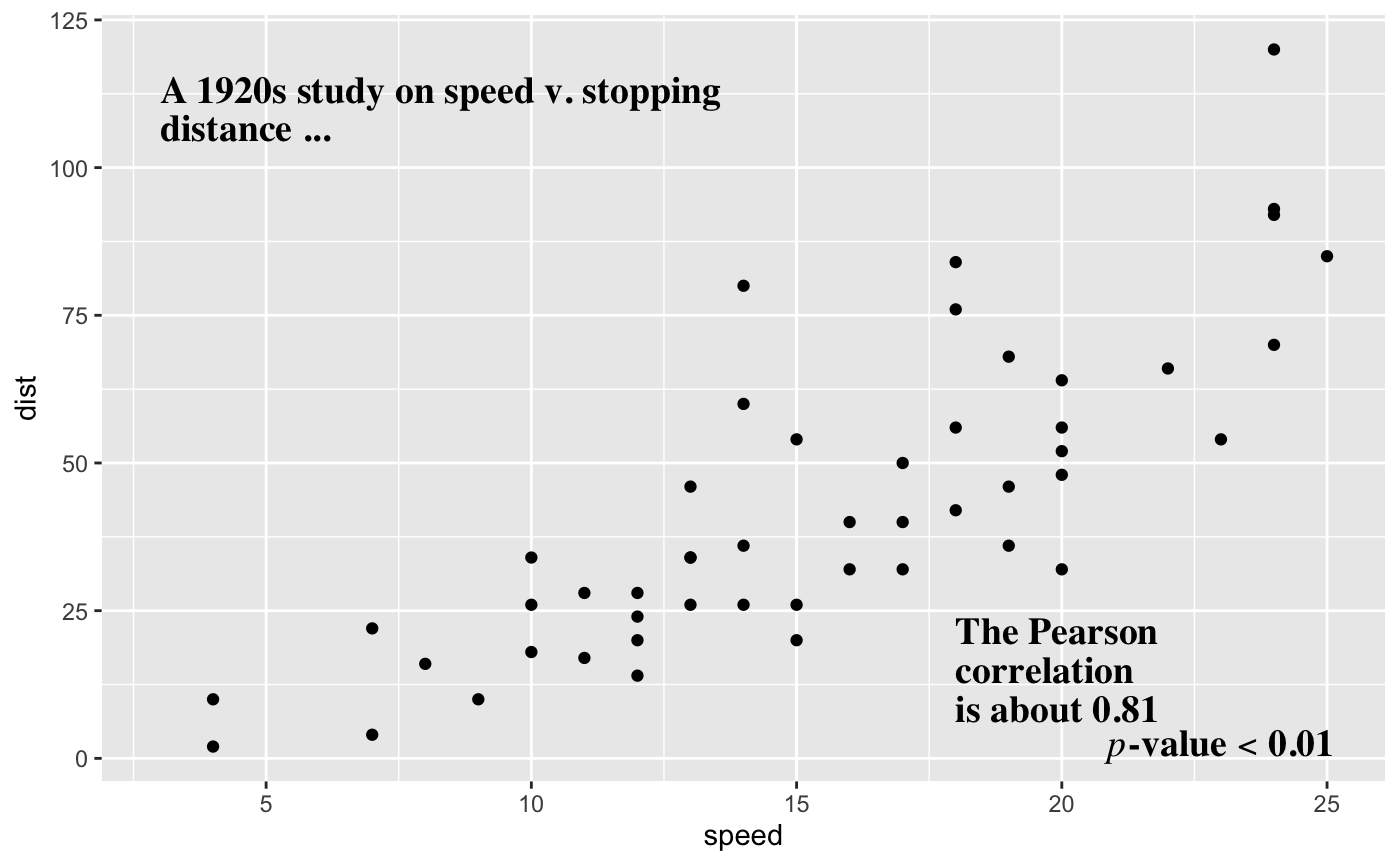 125
100
75
50
25
0
dist
A 1920s study on speed v. stopping
distance ...
The Pearson
correlation
is about 0.81
p-value < 0.01
5 10 15 20 25
speed